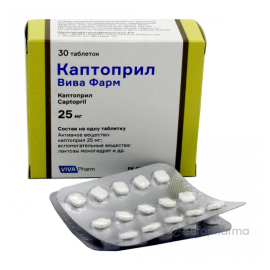 30 таблеток
Каптоприл
Вива Фарм
Каптоприл
Captopril
25 мг
Состав на одну таблетку
Активное вещество:
каптоприл 25 мг;
вспомогательные вещества:
лактозы моногидрат и др.
VIVA Pharm